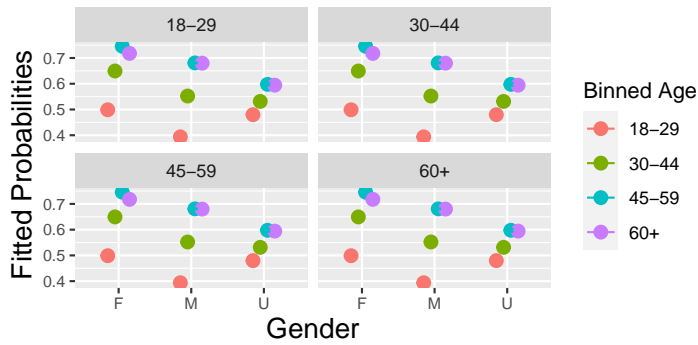 18–29
30–44
0.7
0.6
0.5
0.4
Fitted Probabilities
45–59
60+
0.7
0.6
0.5
0.4
F
M
U
F
M
U
Gender
Binned Age
18–29
30–44
45–59
60+